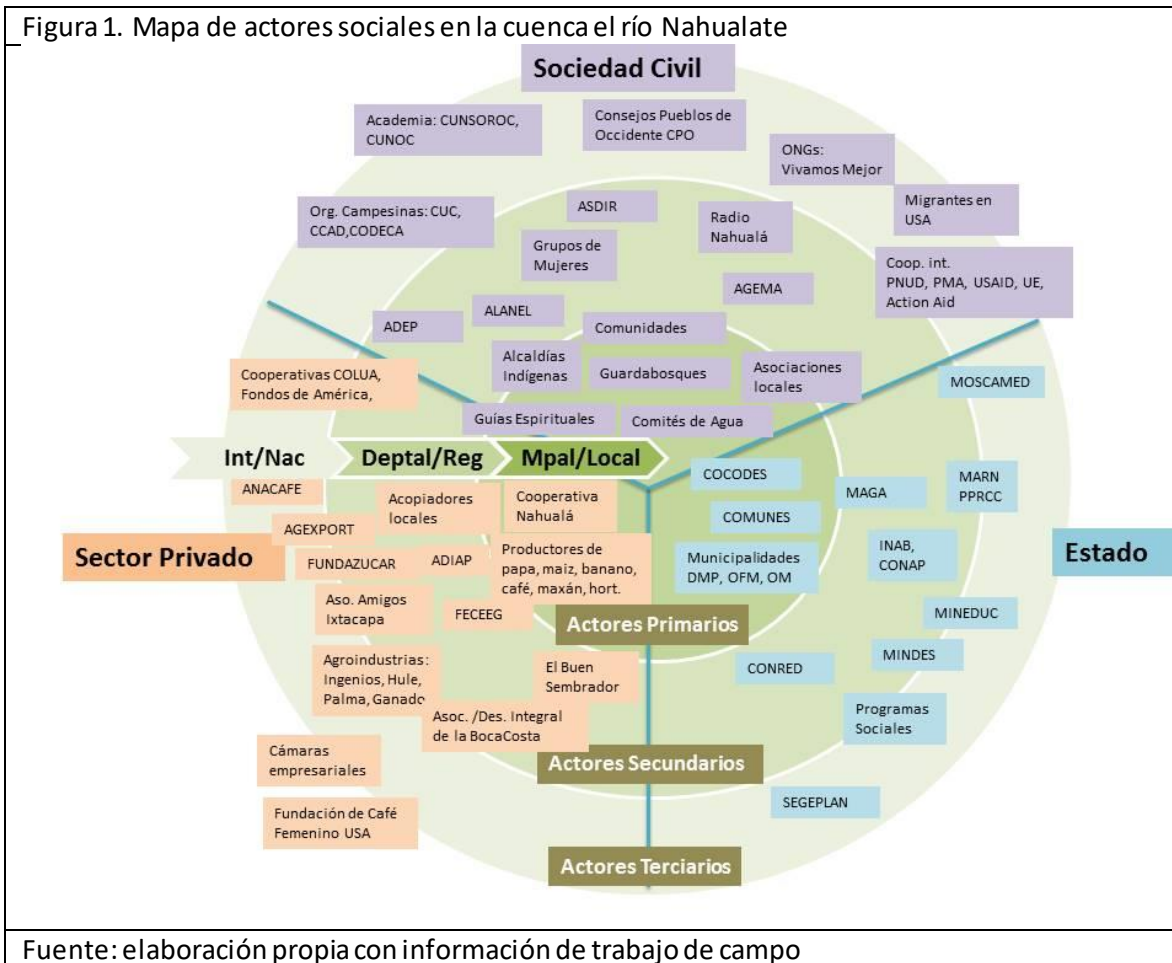 Figura 1. Mapa de actores sociales en la cuenca el río Nahualate
Sociedad Civil
Academia: CUNSOROC,
CUNOC
Consejos Pueblos de
Occidente CPO
ONGs:
Vivamos Mejor
Migrantes en
USA
Org. Campesinas: CUC,
CCAD,CODECA
ASDIR
Radio
Nahualá
Grupos de
Mujeres
Coop. int.
PNUD, PMA, USAID, UE,
Action Aid
AGEMA
ALANEL
ADEP
Comunidades
Alcaldías
Indígenas
Guardabosques
Asociaciones
locales
Guías Espirituales
Comités de Agua
Cooperativas COLUA,
Fondos de América,
MOSCAMED
Int/Nac
Deptal/Reg
Mpal/Local
ANACAFE
AGEXPORT
Acopiadores
locales
Cooperativa
Nahualá
Sector Privado
FUNDAZUCAR
ADIAP
Productores de
papa, maiz, banano,
café, maxán, hort.
Aso. Amigos
Ixtacapa
FECEEG
Agroindustrias:
Ingenios, Hule,
Palma, Ganado
El Buen
Sembrador
Asoc. /Des. Integral
de la BocaCosta
Cámaras
empresariales
Fundación de Café
Femenino USA
COCODES
COMUNES
Municipalidades
DMP, OFM, OM
MAGA
MARN
PPRCC
INAB,
CONAP
Estado
MINEDUC
MINDES
CONRED
Programas
Sociales
SEGEPLAN
Actores Primarios
Actores Secundarios
Actores Terciarios
Fuente: elaboración propia con información de trabajo de campo